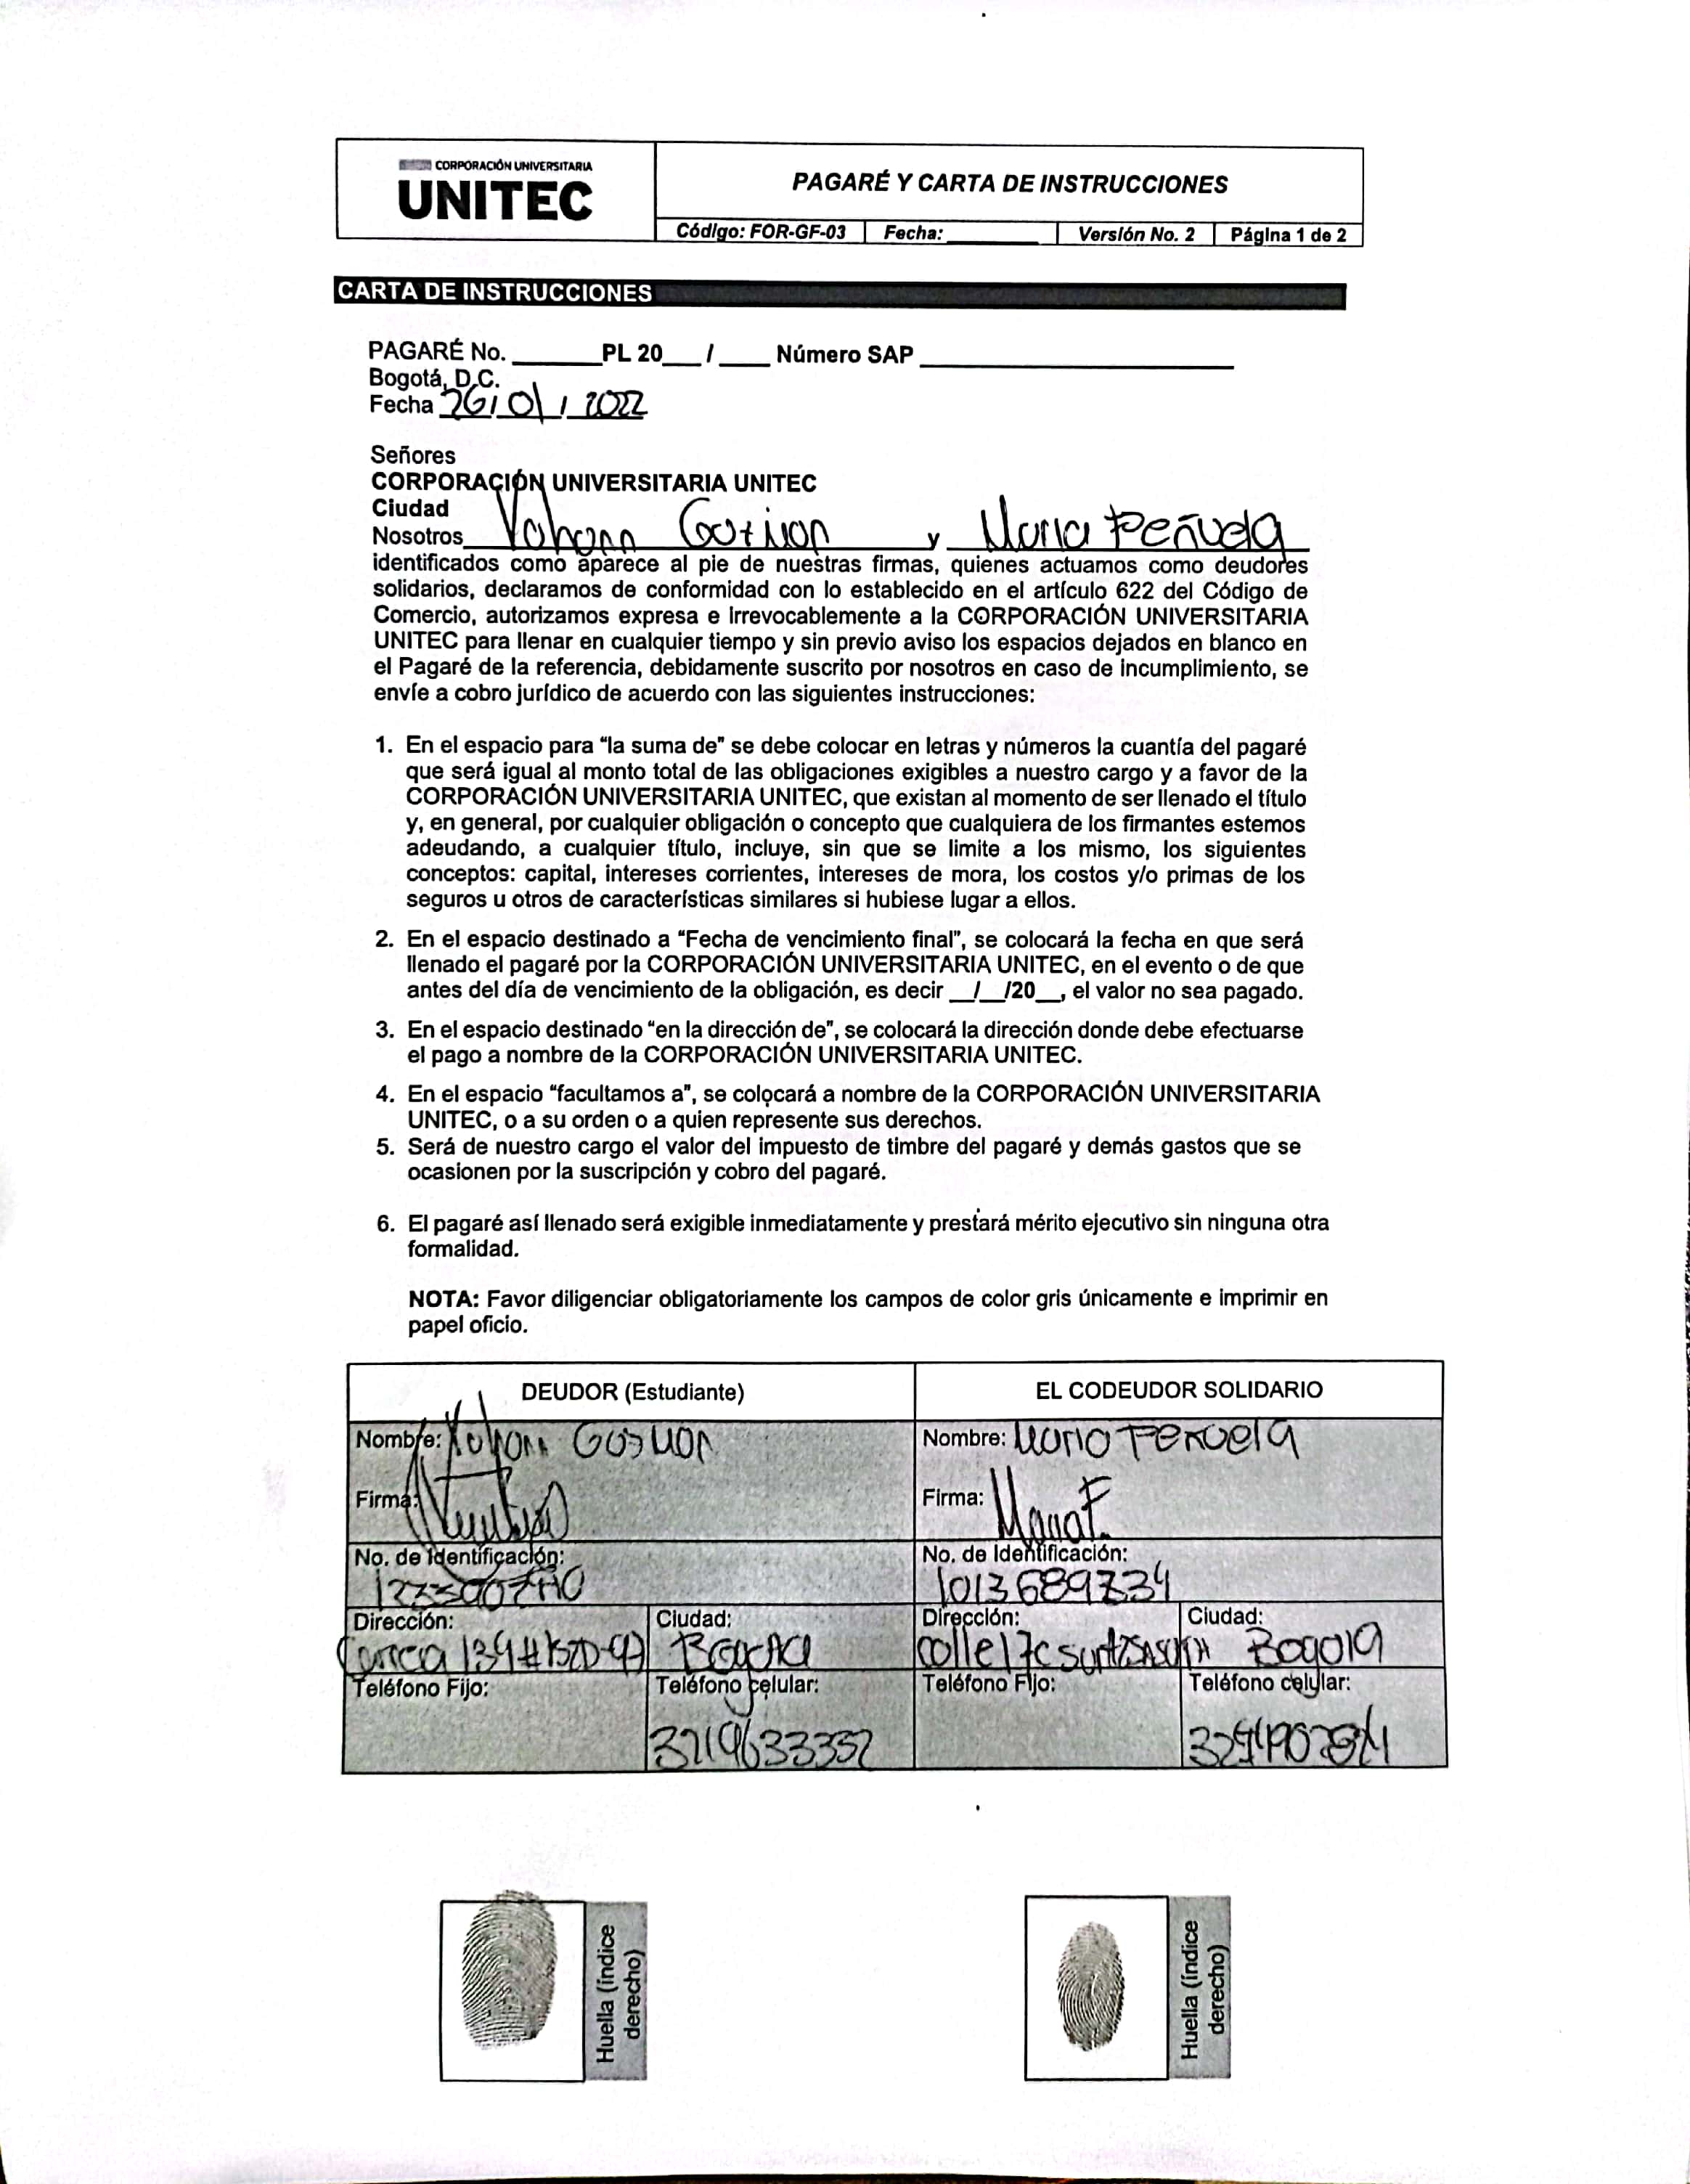 CORPORACIÓN UNIVERSITARIA
UNITEC
PAGARÉ Y CARTA DE INSTRUCCIONES
Código: FOR-GF-03 Fecha: Versión No. 2 Página 1 de 2
CARTA DE INSTRUCCIONES
PAGARÉ No. PL 20 / Número SAP
Bogotá, D.C.
Fecha 26/01/2022
Señores
CORPORACIÓN UNIVERSITARIA UNITEC
Ciudad
Nosotros y Maria Peñuela
identificados como aparece al pie de nuestras firmas, quienes actuamos como deudores
solidarios, declaramos de conformidad con lo establecido en el artículo 622 del Código de
Comercio, autorizamos expresa e Irrevocablemente a la CORPORACIÓN UNIVERSITARIA
UNITEC para llenar en cualquier tiempo y sin previo aviso los espacios dejados en blanco en
el Pagaré de la referencia, debidamente suscrito por nosotros en caso de incumplimiento, se
envíe a cobro jurídico de acuerdo con las siguientes instrucciones:
1. En el espacio para “la suma de” se debe colocar en letras y números la cuantía del pagaré
que será igual al monto total de las obligaciones exigibles a nuestro cargo y a favor de la
CORPORACIÓN UNIVERSITARIA UNITEC, que existan al momento de ser llenado el título
y, en general, por cualquier obligación o concepto que cualquiera de los firmantes estemos
adeudando, a cualquier título, incluye, sin que se limite a los mismo, los siguientes
conceptos: capital, intereses corrientes, intereses de mora, los costos y/o primas de los
seguros u otros de características similares si hubiese lugar a ellos.
2. En el espacio destinado a “Fecha de vencimiento final”, se colocará la fecha en que será
llenado el pagaré por la CORPORACIÓN UNIVERSITARIA UNITEC, en el evento o de que
antes del día de vencimiento de la obligación, es decir __/__/20__, el valor no sea pagado.
3. En el espacio destinado “en la dirección de”, se colocará la dirección donde debe efectuarse
el pago a nombre de la CORPORACIÓN UNIVERSITARIA UNITEC.
4. En el espacio “facultamos a”, se colocará a nombre de la CORPORACIÓN UNIVERSITARIA
UNITEC, o a su orden o a quien represente sus derechos.
5. Será de nuestro cargo el valor del impuesto de timbre del pagaré y demás gastos que se
ocasionen por la suscripción y cobro del pagaré.
6. El pagaré así llenado será exigible inmediatamente y prestará mérito ejecutivo sin ninguna otra
formalidad.
NOTA: Favor diligenciar obligatoriamente los campos de color gris únicamente e imprimir en
papel oficio.
DEUDOR (Estudiante) EL CODEUDOR SOLIDARIO
Nombre: Nombre: Maria Peñuela
Firma: Firma: Maria P.
No. de Identificación: No. de Identificación:
1013689734
Dirección: Ciudad: Dirección: Ciudad:
Bogota Bogota
Teléfono Fijo: Teléfono celular: Teléfono Fijo: Teléfono celular:
3219633352
Huella (índice
derecho)
Huella (índice
derecho)